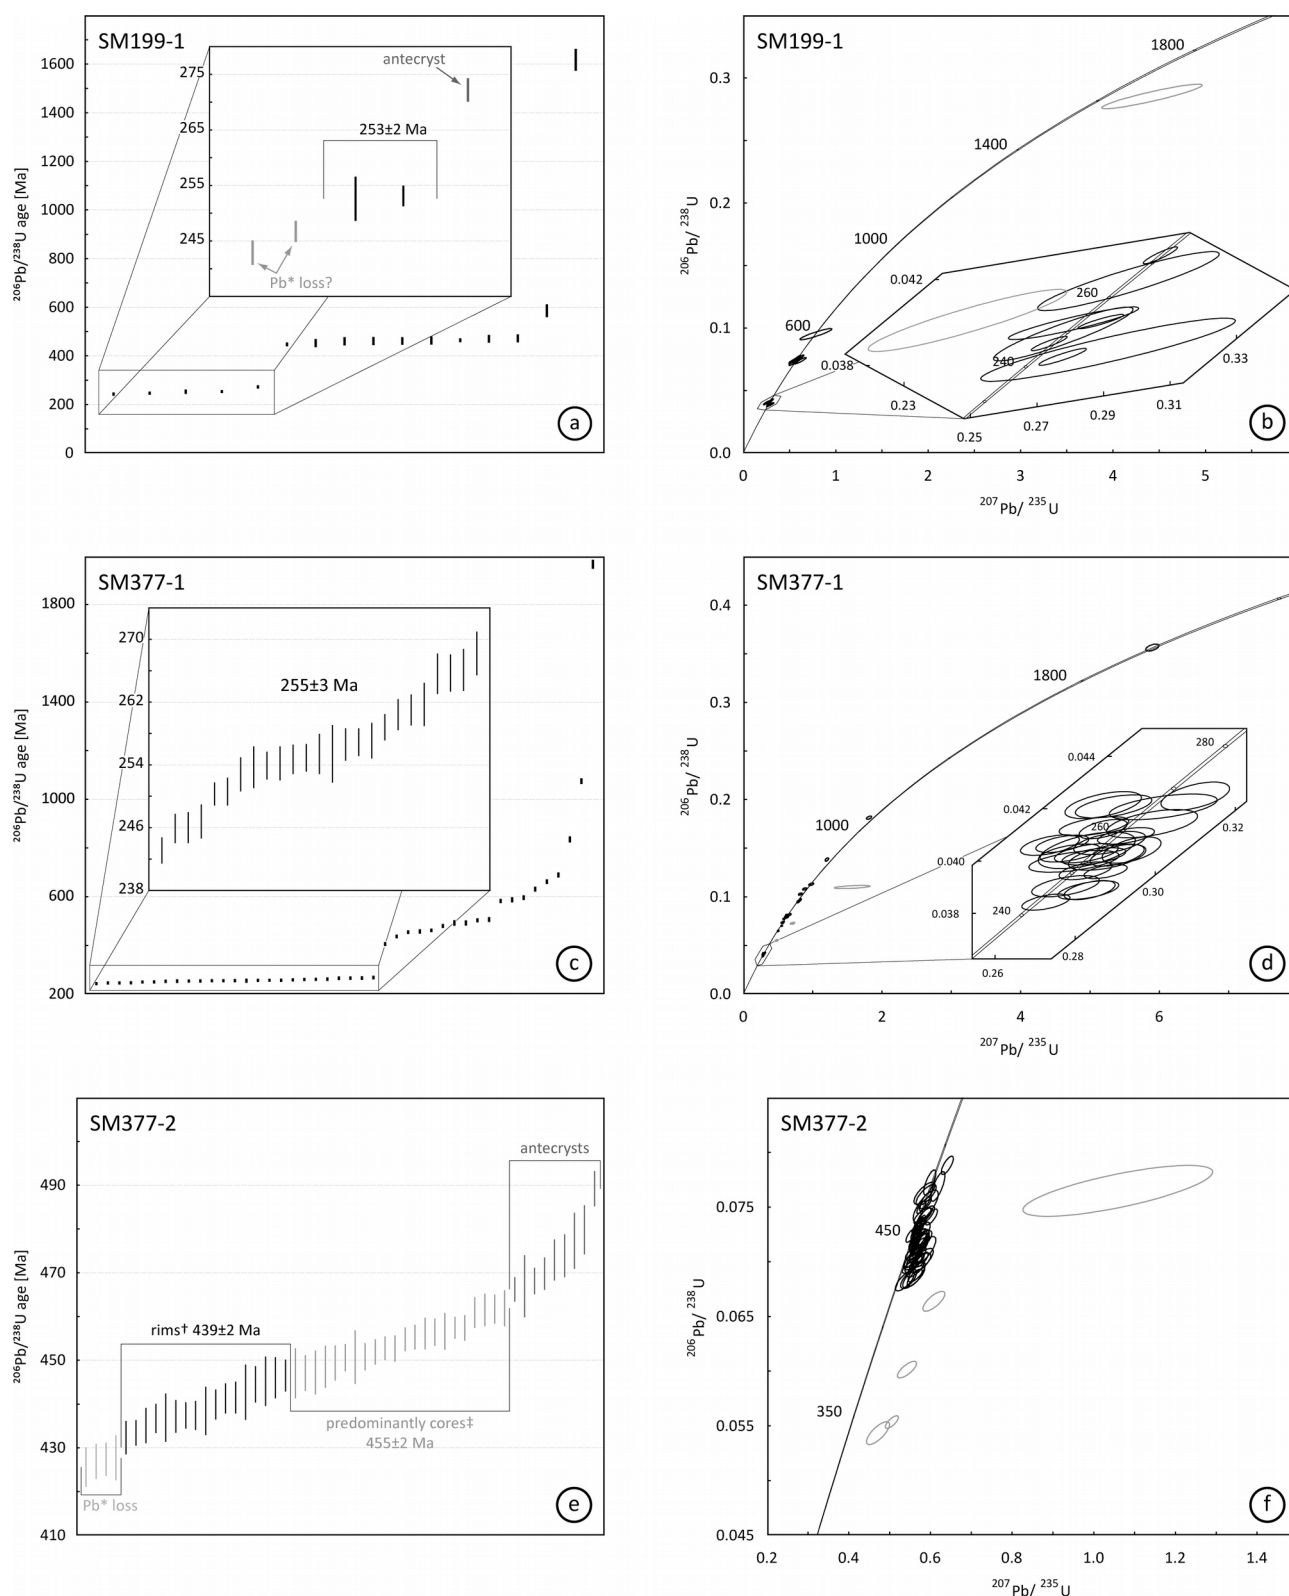 SM199-1
²⁰⁶Pb/²³⁸U age [Ma]
1600
1400
1200
1000
800
600
400
200
0
275
265
255
245
antecryst
253±2 Ma
Pb* loss?
a
SM199-1
²⁰⁶Pb/ ²³⁸U
0.3
0.2
0.1
0.0
0
1
2
3
4
5
²⁰⁷Pb/ ²³⁵U
1800
1400
1000
600
0.042
0.038
260
240
0.23
0.25
0.27
0.29
0.31
0.33
b
SM377-1
²⁰⁶Pb/²³⁸U age [Ma]
1800
1400
1000
600
200
270
262
254
246
238
255±3 Ma
c
SM377-1
²⁰⁶Pb/ ²³⁸U
0.4
0.3
0.2
0.1
0.0
0
2
4
6
²⁰⁷Pb/ ²³⁵U
1800
1000
0.044
0.042
0.040
0.038
280
260
240
0.26
0.28
0.30
0.32
d
SM377-2
²⁰⁶Pb/²³⁸U age [Ma]
490
470
450
430
410
antecrysts
rims† 439±2 Ma
predominantly cores‡
455±2 Ma
Pb* loss
e
SM377-2
²⁰⁶Pb/ ²³⁸U
0.075
0.065
0.055
0.045
450
350
0.2
0.4
0.6
0.8
1.0
1.2
1.4
²⁰⁷Pb/ ²³⁵U
f